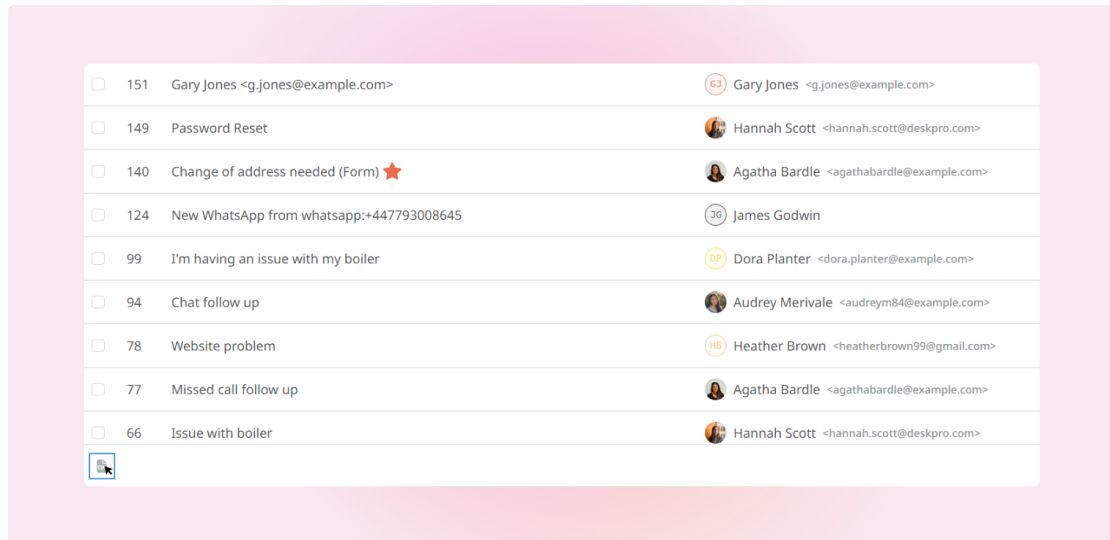 151 Gary Jones <g.jones@example.com> GJ Gary Jones <g.jones@example.com>
149 Password Reset Hannah Scott <hannah.scott@deskpro.com>
140 Change of address needed (Form) Agatha Bardle <agathabardle@example.com>
124 New WhatsApp from whatsapp:+447793008645 JG James Godwin
99 I'm having an issue with my boiler DP Dora Planter <dora.planter@example.com>
94 Chat follow up Audrey Merivale <audreym84@example.com>
78 Website problem HB Heather Brown <heatherbrown99@gmail.com>
77 Missed call follow up Agatha Bardle <agathabardle@example.com>
66 Issue with boiler Hannah Scott <hannah.scott@deskpro.com>